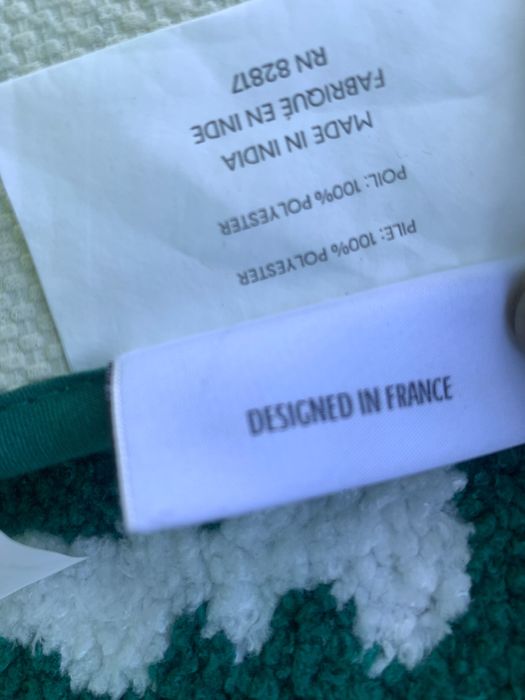 PILE: 100% POLYESTER
POIL: 100% POLYESTER
MADE IN INDIA
FABRIQUÉ EN INDE
RN 82817
DESIGNED IN FRANCE